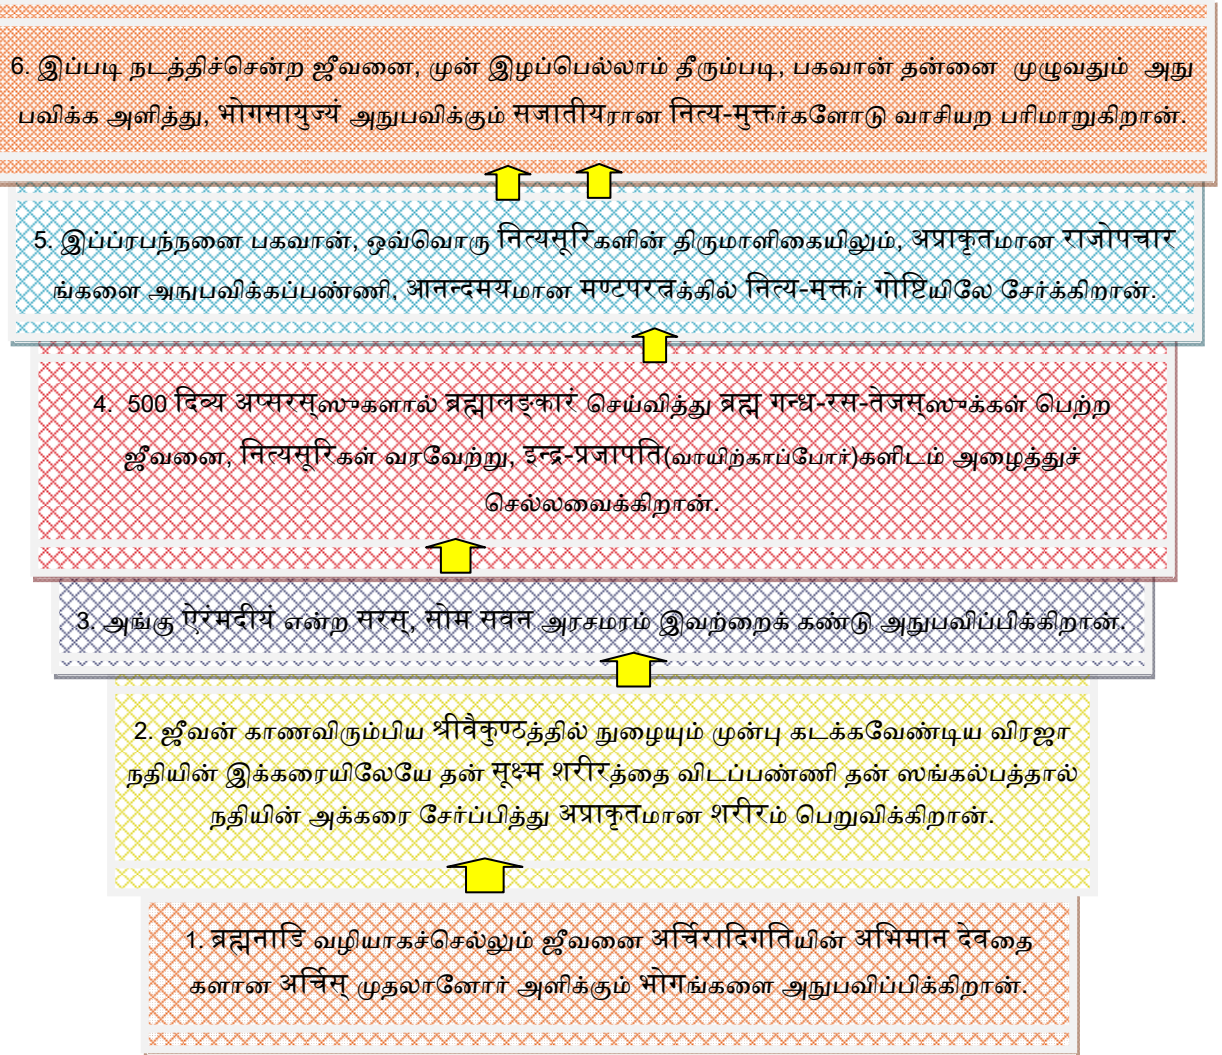 6. இப்படி நடத்திச்சென்ற ஜீவனை, முன் இழப்பெல்லாம் தீரும்படி, பகவான் தன்னை முழுவதும் அநு
பவிக்க அளித்து, भोगसायुज्यं அநுபவிக்கும் सजातीयரான नित्य-मुक्तர்களோடு வாசியற பரிமாறுகிறான்.
5. இப்ப்ரபந்நனை பகவான், ஒவ்வொரு नित्यसूरिகளின் திருமாளிகையிலும், अप्राकृतமான राजोपचार
ங்களை அநுபவிக்கப்பண்ணி, आनन्दमयமான मण्टपरत्नத்தில் नित्य-मुक्तர் गोष्टिயிலே சேர்க்கிறான்.
4. 500 दिव्य अप्सरस्ஸுகளால் ब्रह्मालङ्कारं செய்வித்து ब्रह्म गन्ध-रस-तेजस्ஸுக்கள் பெற்ற
ஜீவனை, नित्यसूरिகள் வரவேற்று, इन्द्र-प्रजापति(வாயிற்காப்போர்)களிடம் அழைத்துச்
செல்லவைக்கிறான்.
3. அங்கு ऐरंमदीयं என்ற सरस्, सोम सवन அரசமரம் இவற்றைக் கண்டு அநுபவிப்பிக்கிறான்.
2. ஜீவன் காணவிரும்பிய श्रीवैकुण्ठத்தில் நுழையும் முன்பு கடக்கவேண்டிய விரஜா
நதியின் இக்கரையிலேயே தன் सूक्ष्म शरीरத்தை விடப்பண்ணி தன் ஸங்கல்பத்தால்
நதியின் அக்கரை சேர்ப்பித்து अप्राकृतமான शरीरம் பெறுவிக்கிறான்.
1. ब्रह्मनाडि வழியாகச்செல்லும் ஜீவனை अर्चिरादिगतिயின் अभिमान देवதை
களான अर्चिस् முதலானோர் அளிக்கும் भोगங்களை அநுபவிப்பிக்கிறான்.